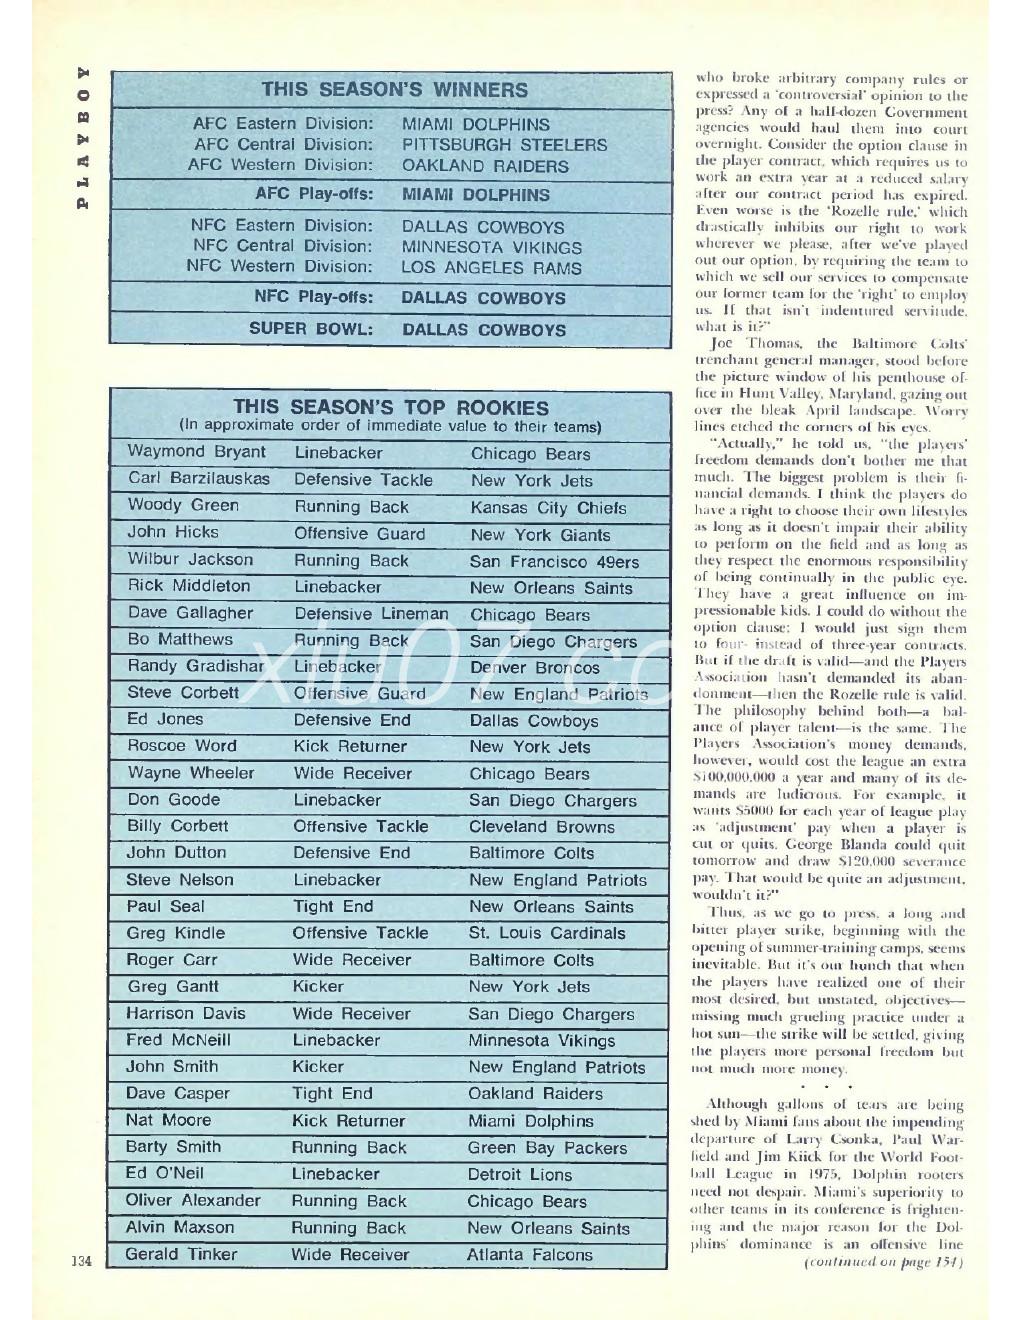 PLAYBOY
THIS SEASON'S WINNERS
AFC Eastern Division: MIAMI DOLPHINS
AFC Central Division: PITTSBURGH STEELERS
AFC Western Division: OAKLAND RAIDERS
AFC Play-offs: MIAMI DOLPHINS
NFC Eastern Division: DALLAS COWBOYS
NFC Central Division: MINNESOTA VIKINGS
NFC Western Division: LOS ANGELES RAMS
NFC Play-offs: DALLAS COWBOYS
SUPER BOWL: DALLAS COWBOYS
THIS SEASON'S TOP ROOKIES
(In approximate order of immediate value to their teams)
Waymond Bryant Linebacker Chicago Bears
Carl Barzilauskas Defensive Tackle New York Jets
Woody Green Running Back Kansas City Chiefs
John Hicks Offensive Guard New York Giants
Wilbur Jackson Running Back San Francisco 49ers
Rick Middleton Linebacker New Orleans Saints
Dave Gallagher Defensive Lineman Chicago Bears
Bo Matthews Running Back San Diego Chargers
Randy Gradishar Linebacker Denver Broncos
Steve Corbett Offensive Guard New England Patriots
Ed Jones Defensive End Dallas Cowboys
Roscoe Word Kick Returner New York Jets
Wayne Wheeler Wide Receiver Chicago Bears
Don Goode Linebacker San Diego Chargers
Billy Corbett Offensive Tackle Cleveland Browns
John Dutton Defensive End Baltimore Colts
Steve Nelson Linebacker New England Patriots
Paul Seal Tight End New Orleans Saints
Greg Kindle Offensive Tackle St. Louis Cardinals
Roger Carr Wide Receiver Baltimore Colts
Greg Gantt Kicker New York Jets
Harrison Davis Wide Receiver San Diego Chargers
Fred McNeill Linebacker Minnesota Vikings
John Smith Kicker New England Patriots
Dave Casper Tight End Oakland Raiders
Nat Moore Kick Returner Miami Dolphins
Barty Smith Running Back Green Bay Packers
Ed O'Neil Linebacker Detroit Lions
Oliver Alexander Running Back Chicago Bears
Alvin Maxson Running Back New Orleans Saints
Gerald Tinker Wide Receiver Atlanta Falcons
134
who broke arbitrary company rules or
expressed a 'controversial' opinion to the
press? Any of a half-dozen Government
agencies would haul them into court
overnight. Consider the option clause in
the player contract, which requires us to
work an extra year at a reduced salary
after our contract period has expired.
Even worse is the 'Rozelle rule,' which
drastically inhibits our right to work
wherever we please, after we've played
out our option, by requiring the team to
which we sell our services to compensate
our former team for the 'right' to employ
us. If that isn't indentured servitude,
what is it?"
Joe Thomas, the Baltimore Colts'
trenchant general manager, stood before
the picture window of his penthouse of-
fice in Hunt Valley, Maryland, gazing out
over the bleak April landscape. Worry
lines etched the corners of his eyes.
"Actually," he told us, "the players'
freedom demands don't bother me that
much. The biggest problem is their fi-
nancial demands. I think the players do
have a right to choose their own lifestyles
as long as it doesn't impair their ability
to perform on the field and as long as
they respect the enormous responsibility
of being continually in the public eye.
They have a great influence on im-
pressionable kids. I could do without the
option clause; I would just sign them
to four- instead of three-year contracts.
But if the draft is valid—and the Players
Association hasn't demanded its aban-
donment—then the Rozelle rule is valid.
The philosophy behind both—a bal-
ance of player talent—is the same. The
Players Association's money demands,
however, would cost the league an extra
$100,000,000 a year and many of its de-
mands are ludicrous. For example, it
wants $5000 for each year of league play
as 'adjustment' pay when a player is
cut or quits. George Blanda could quit
tomorrow and draw $120,000 severance
pay. That would be quite an adjustment,
wouldn't it?"
Thus, as we go to press, a long and
bitter player strike, beginning with the
opening of summer-training camps, seems
inevitable. But it's our hunch that when
the players have realized one of their
most desired, but unstated, objectives—
missing much grueling practice under a
hot sun—the strike will be settled, giving
the players more personal freedom but
not much more money.
• • •
Although gallons of tears are being
shed by Miami fans about the impending
departure of Larry Csonka, Paul War-
field and Jim Kiick for the World Foot-
ball League in 1975, Dolphin rooters
need not despair. Miami's superiority to
other teams in its conference is frighten-
ing and the major reason for the Dol-
phins' dominance is an offensive line
(continued on page 154)
xiu07.co